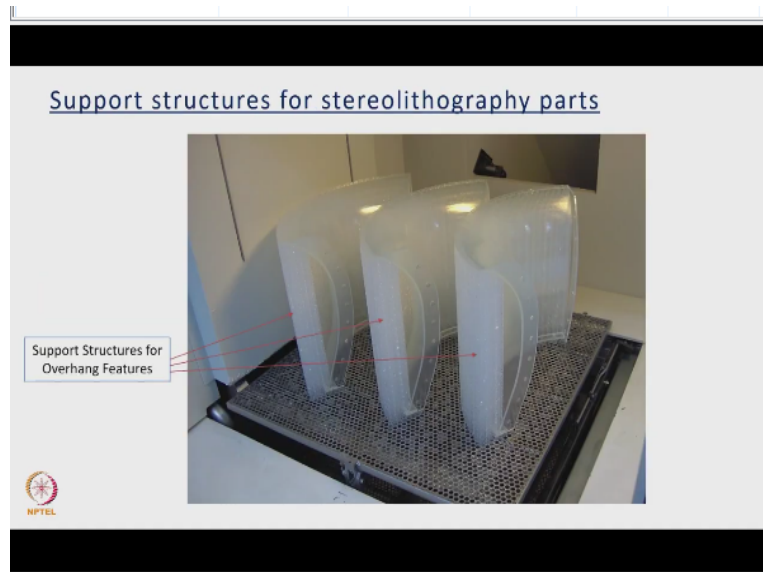 Support structures for stereolithography parts
Support Structures for
Overhang Features
NPTEL